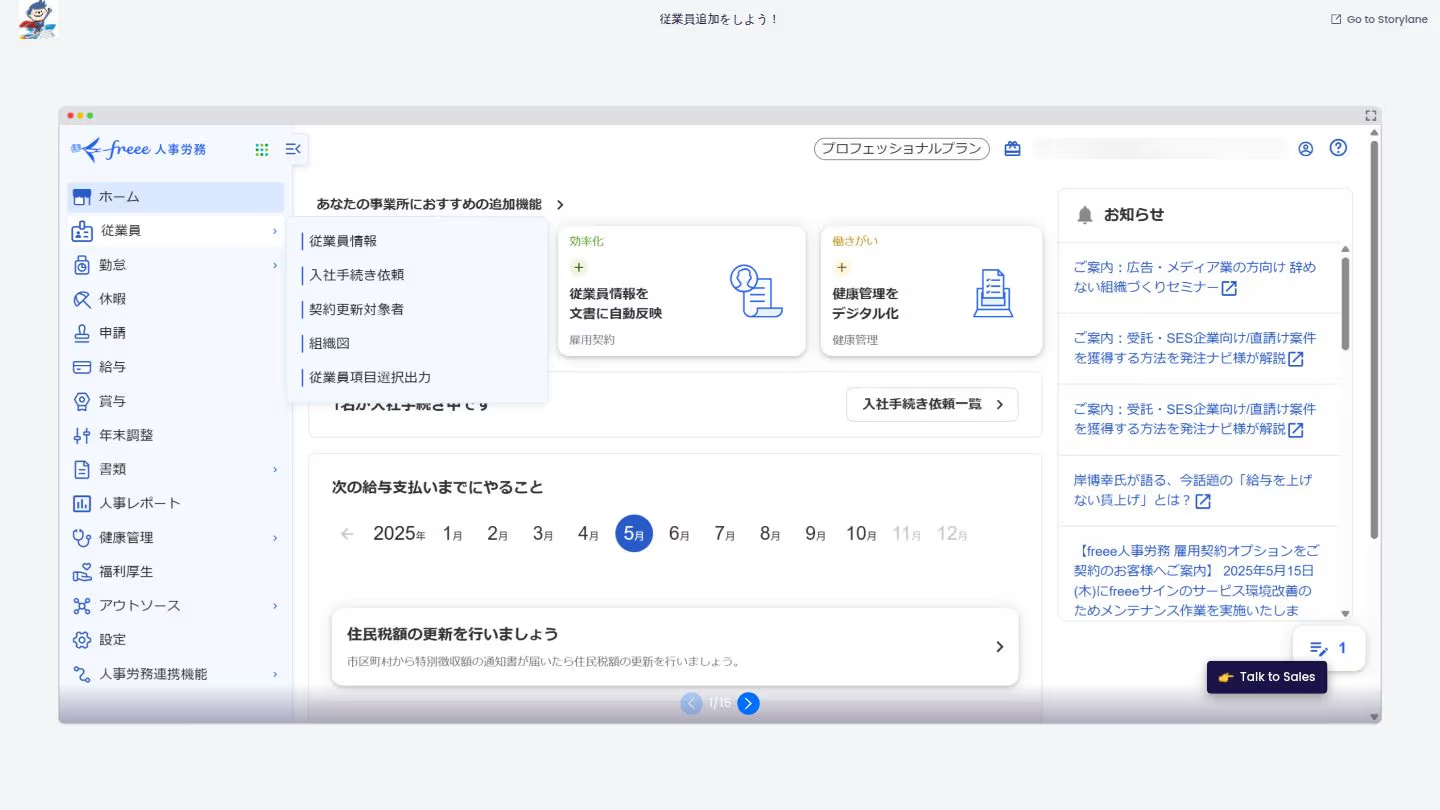 従業員追加をしよう！
Go to Storylane
freee 人事労務
プロフェッショナルプラン
ホーム
従業員
勤怠
休暇
申請
給与
賞与
年末調整
書類
人事レポート
健康管理
福利厚生
アウトソース
設定
人事労務連携機能
従業員情報
入社手続き依頼
契約更新対象者
組織図
従業員項目選択出力
あなたの事業所におすすめの追加機能
効率化
従業員情報を
文書に自動反映
雇用契約
働きがい
健康管理を
デジタル化
健康管理
1名が入社手続き中です
入社手続き依頼一覧
次の給与支払いまでにやること
2025年 1月 2月 3月 4月 5月 6月 7月 8月 9月 10月 11月 12月
住民税額の更新を行いましょう
市区町村から特別徴収額の通知書が届いたら住民税額の更新を行いましょう。
お知らせ
ご案内：広告・メディア業の方向け 辞め
ない組織づくりセミナー
ご案内：受託・SES企業向け/直請け案件
を獲得する方法を発注ナビ様が解説
ご案内：受託・SES企業向け/直請け案件
を獲得する方法を発注ナビ様が解説
岸博幸氏が語る、今話題の「給与を上げ
ない賃上げ」とは？
【freee人事労務 雇用契約オプションをご
契約のお客様へご案内】 2025年5月15日
(木)にfreeeサインのサービス環境改善の
ためメンテナンス作業を実施いたしま
1
Talk to Sales
1/15